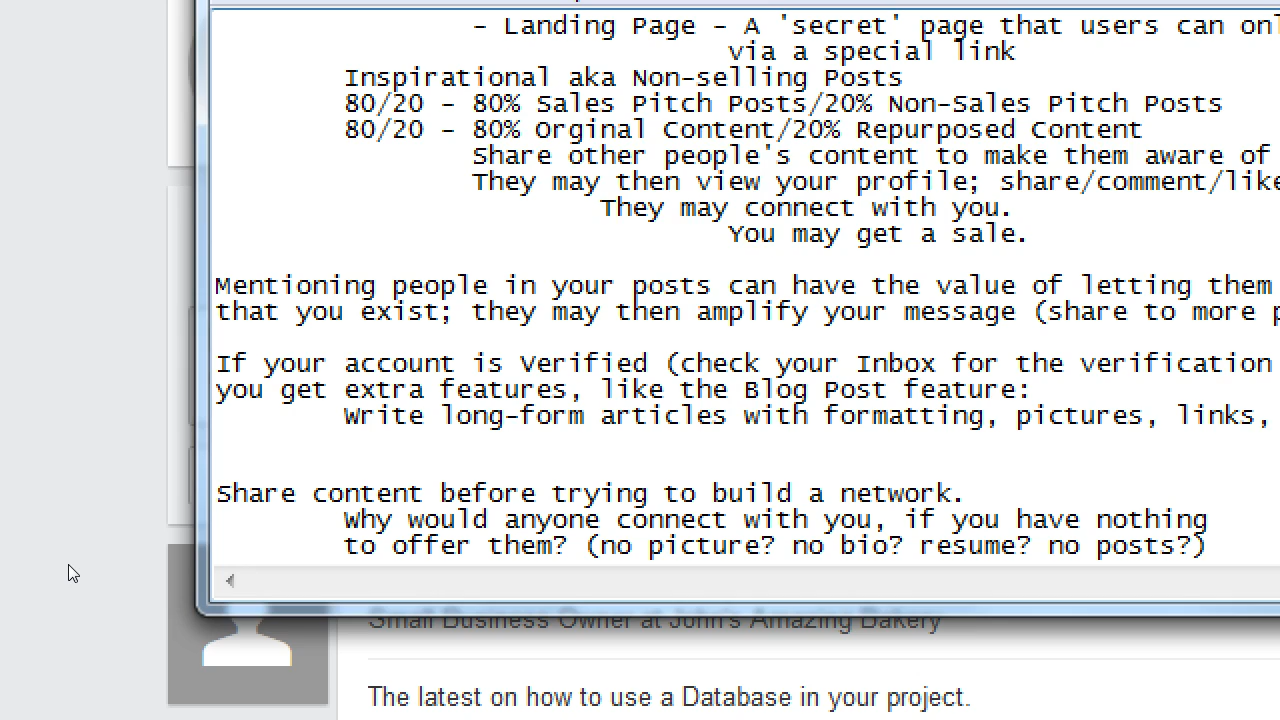 - Landing Page - A 'secret' page that users can onl
via a special link
Inspirational aka Non-selling Posts
80/20 - 80% Sales Pitch Posts/20% Non-Sales Pitch Posts
80/20 - 80% Orginal Content/20% Repurposed Content
Share other people's content to make them aware of
They may then view your profile; share/comment/like
They may connect with you.
You may get a sale.
Mentioning people in your posts can have the value of letting them
that you exist; they may then amplify your message (share to more p
If your account is Verified (check your Inbox for the verification
you get extra features, like the Blog Post feature:
Write long-form articles with formatting, pictures, links,
Share content before trying to build a network.
Why would anyone connect with you, if you have nothing
to offer them? (no picture? no bio? resume? no posts?)
Small Business Owner at John's Amazing Bakery
The latest on how to use a Database in your project.